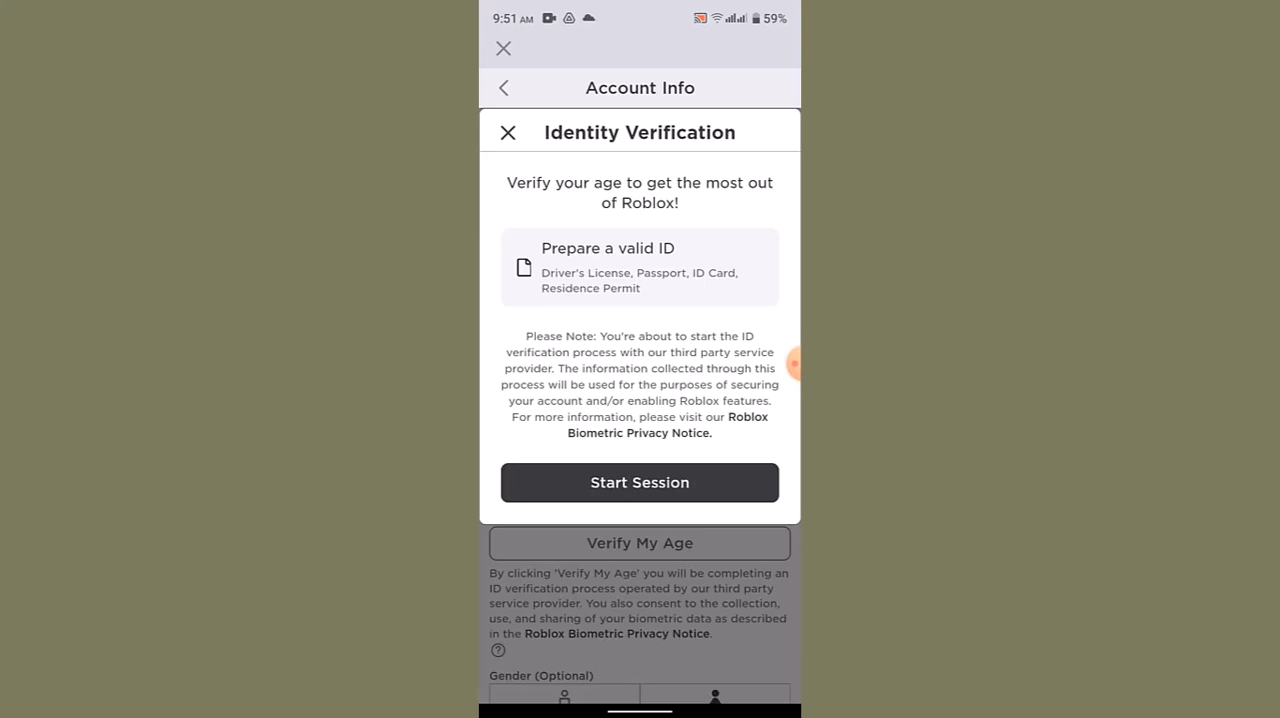 9:51 AM
59%
Account Info
Identity Verification
Verify your age to get the most out
of Roblox!
Prepare a valid ID
Driver's License, Passport, ID Card,
Residence Permit
Please Note: You're about to start the ID
verification process with our third party service
provider. The information collected through this
process will be used for the purposes of securing
your account and/or enabling Roblox features.
For more information, please visit our Roblox
Biometric Privacy Notice.
Start Session
Verify My Age
By clicking 'Verify My Age' you will be completing an
ID verification process operated by our third party
service provider. You also consent to the collection,
use, and sharing of your biometric data as described
in the Roblox Biometric Privacy Notice.
Gender (Optional)